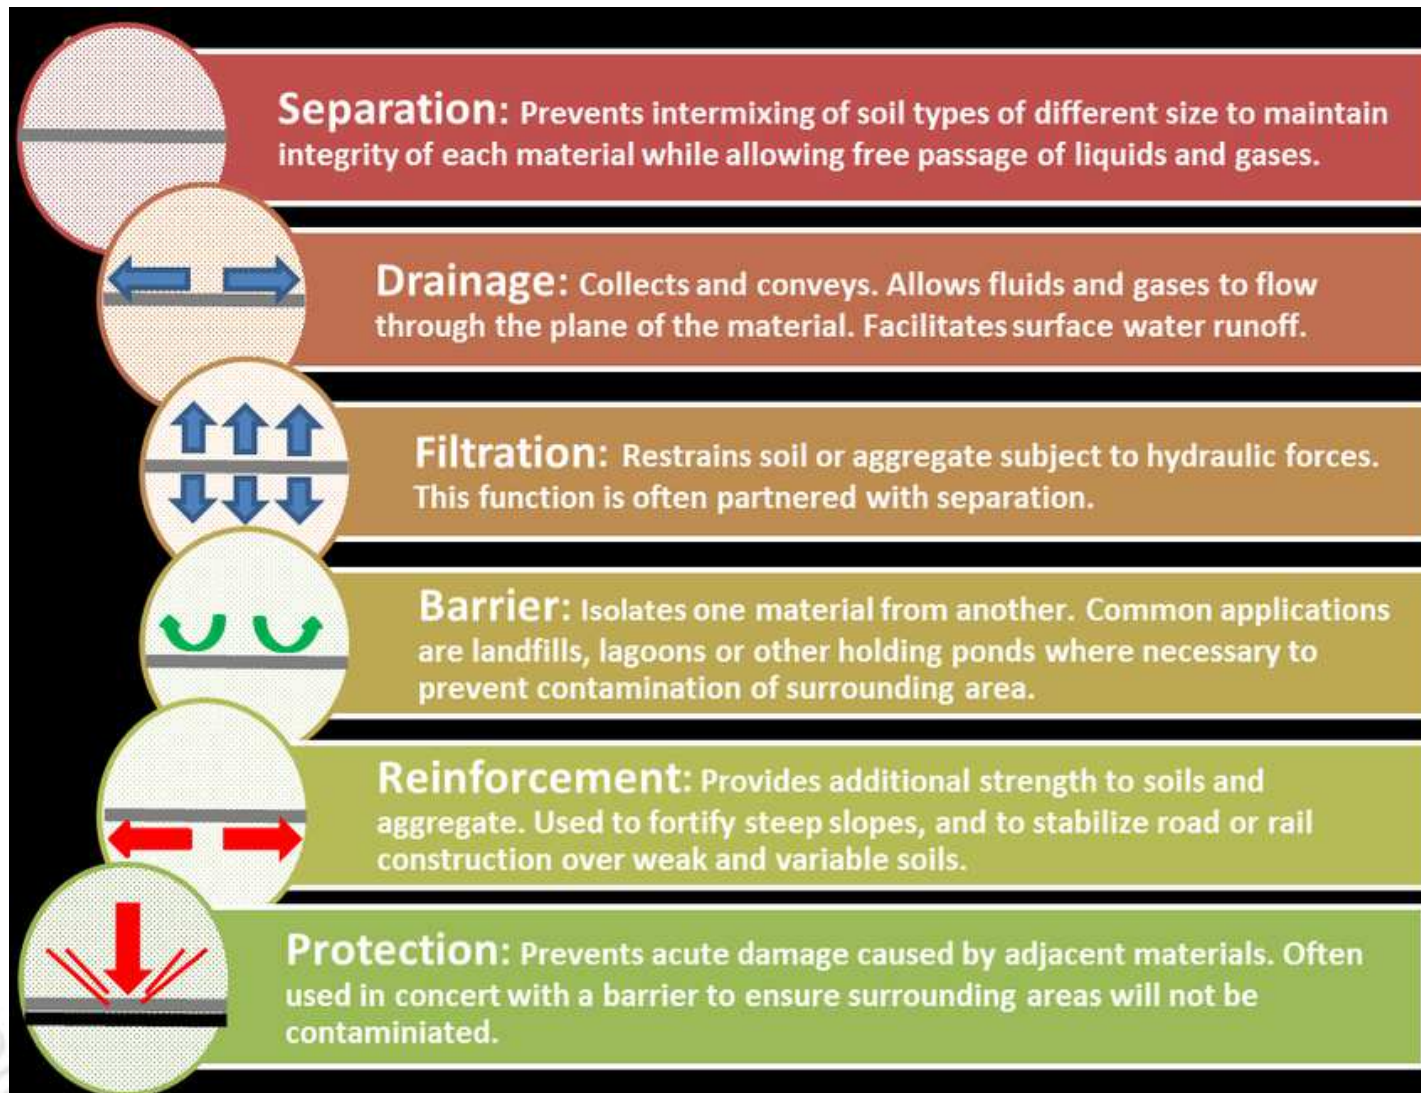 Separation: Prevents intermixing of soil types of different size to maintain
integrity of each material while allowing free passage of liquids and gases.
Drainage: Collects and conveys. Allows fluids and gases to flow
through the plane of the material. Facilitates surface water runoff.
Filtration: Restrains soil or aggregate subject to hydraulic forces.
This function is often partnered with separation.
Barrier: Isolates one material from another. Common applications
are landfills, lagoons or other holding ponds where necessary to
prevent contamination of surrounding area.
Reinforcement: Provides additional strength to soils and
aggregate. Used to fortify steep slopes, and to stabilize road or rail
construction over weak and variable soils.
Protection: Prevents acute damage caused by adjacent materials. Often
used in concert with a barrier to ensure surrounding areas will not be
contaminiated.